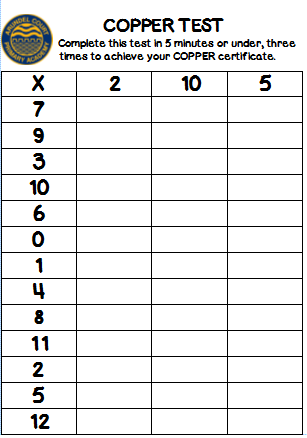 ARUNDEL COURT
PRIMARY ACADEMY
COPPER TEST
Complete this test in 5 minutes or under, three
times to achieve your COPPER certificate.
X 2 10 5
7
9
3
10
6
0
1
4
8
11
2
5
12